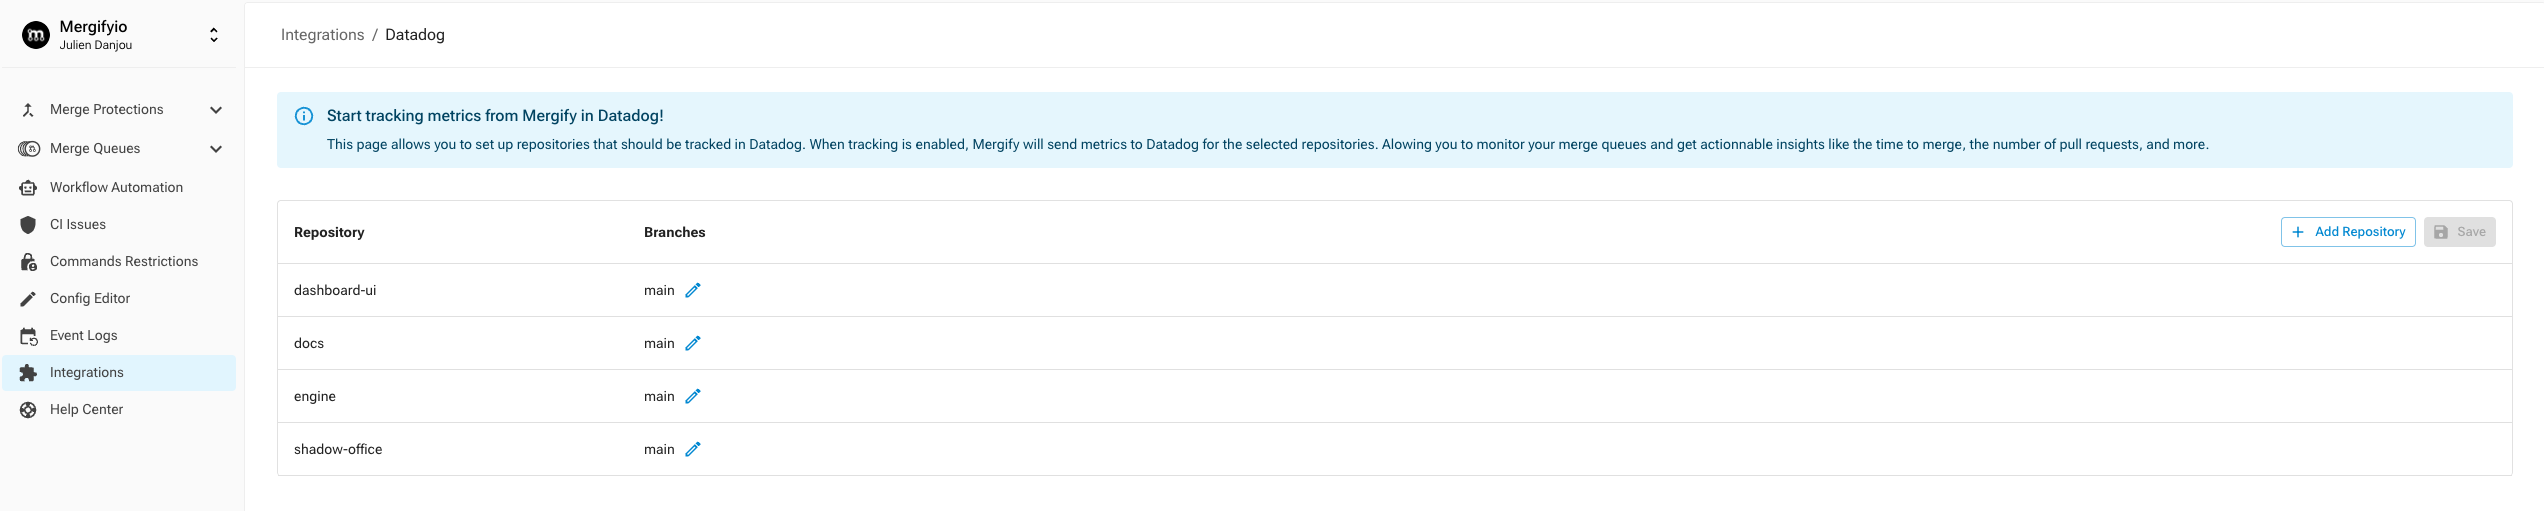 Mergifyio
Julien Danjou
Merge Protections
Merge Queues
Workflow Automation
CI Issues
Commands Restrictions
Config Editor
Event Logs
Integrations
Help Center
Integrations / Datadog
Start tracking metrics from Mergify in Datadog!
This page allows you to set up repositories that should be tracked in Datadog. When tracking is enabled, Mergify will send metrics to Datadog for the selected repositories. Alowing you to monitor your merge queues and get actionnable insights like the time to merge, the number of pull requests, and more.
Repository Branches Add Repository Save
dashboard-ui main
docs main
engine main
shadow-office main